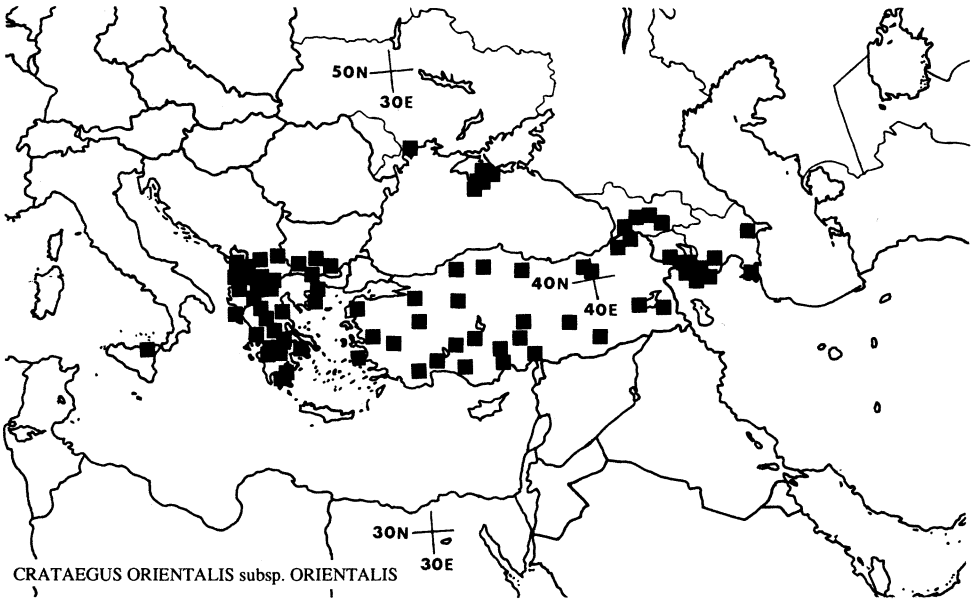 50N
30E
40N
40E
30N
30E
CRATAEGUS ORIENTALIS subsp. ORIENTALIS